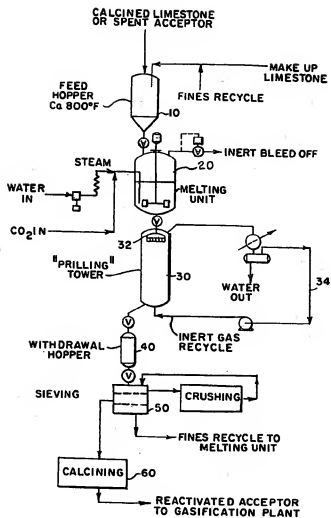 CALCINED LIMESTONE
OR SPENT ACCEPTOR
MAKE UP
LIMESTONE
FEED
HOPPER
Ca 800°F
FINES RECYCLE
10
V
V
INERT BLEED OFF
20
STEAM
WATER
IN
MELTING
UNIT
CO2 IN
V
32
"PRILLING"
TOWER
30
WATER
OUT
34
INERT GAS
RECYCLE
V
WITHDRAWAL
HOPPER
40
V
SIEVING
CRUSHING
50
FINES RECYCLE TO
MELTING UNIT
CALCINING
60
REACTIVATED ACCEPTOR
TO GASIFICATION PLANT